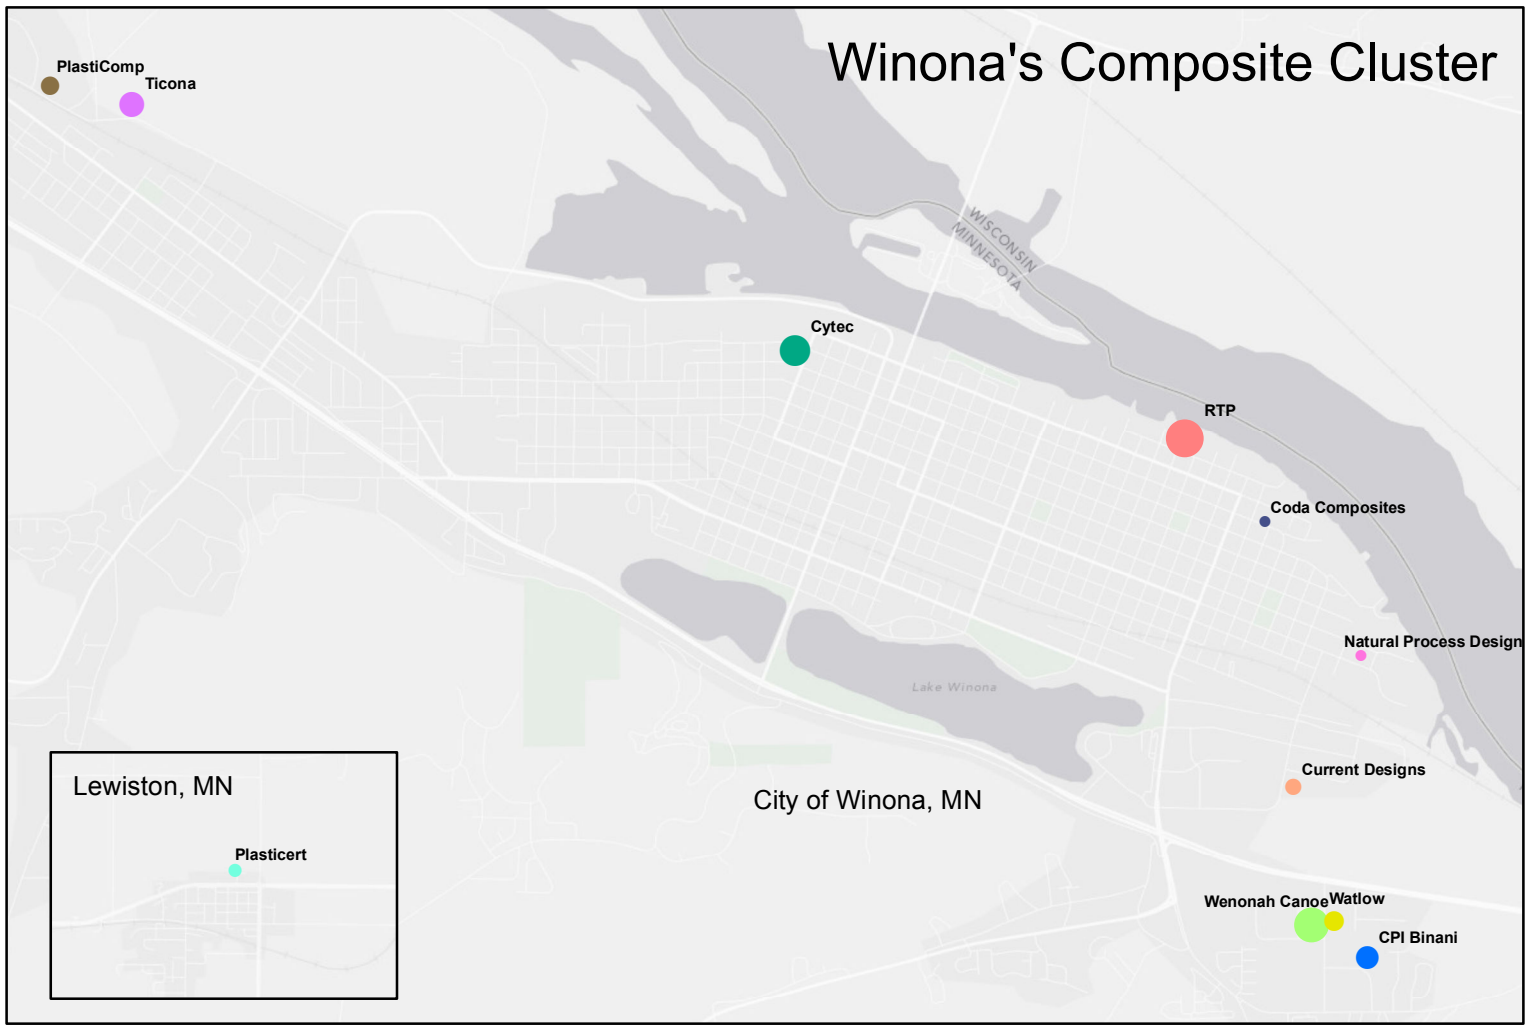 Winona's Composite Cluster
PlastiComp
Ticona
WISCONSIN
MINNESOTA
Cytec
RTP
Coda Composites
Natural Process Design
Lake Winona
Current Designs
Lewiston, MN
City of Winona, MN
Plasticert
Wenonah Canoe
Watlow
CPI Binani